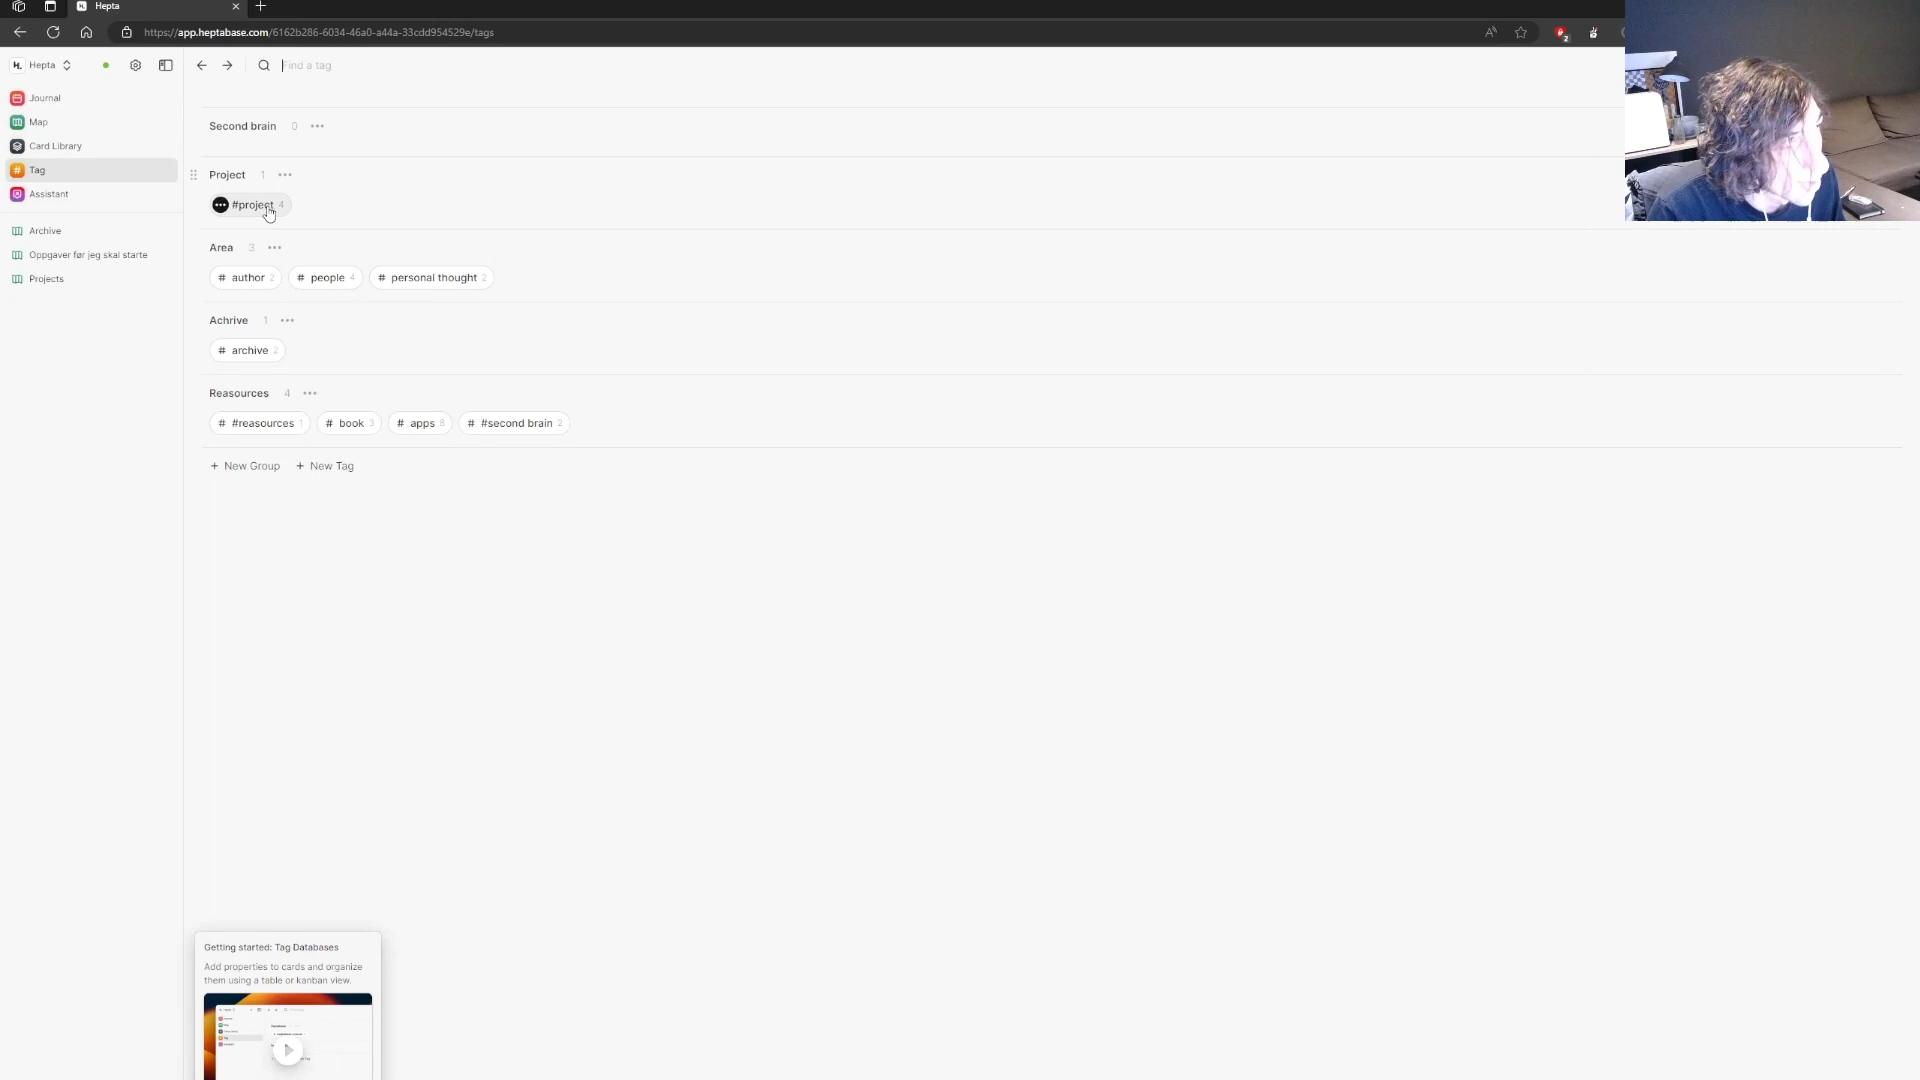 Hepta
https://app.heptabase.com/6162b286-6034-46a0-a44a-33cdd954529e/tags
2
Hepta
Find a tag
Journal
Map
Card Library
Tag
Assistant
Archive
Oppgaver før jeg skal starte
Projects
Second brain 0
Project 1
#project 4
Area 3
# author 2 # people 4 # personal thought 2
Achrive 1
# archive 2
Reasources 4
# #reasources 1 # book 3 # apps 8 # #second brain 2
+ New Group + New Tag
Getting started: Tag Databases
Add properties to cards and organize
them using a table or kanban view.